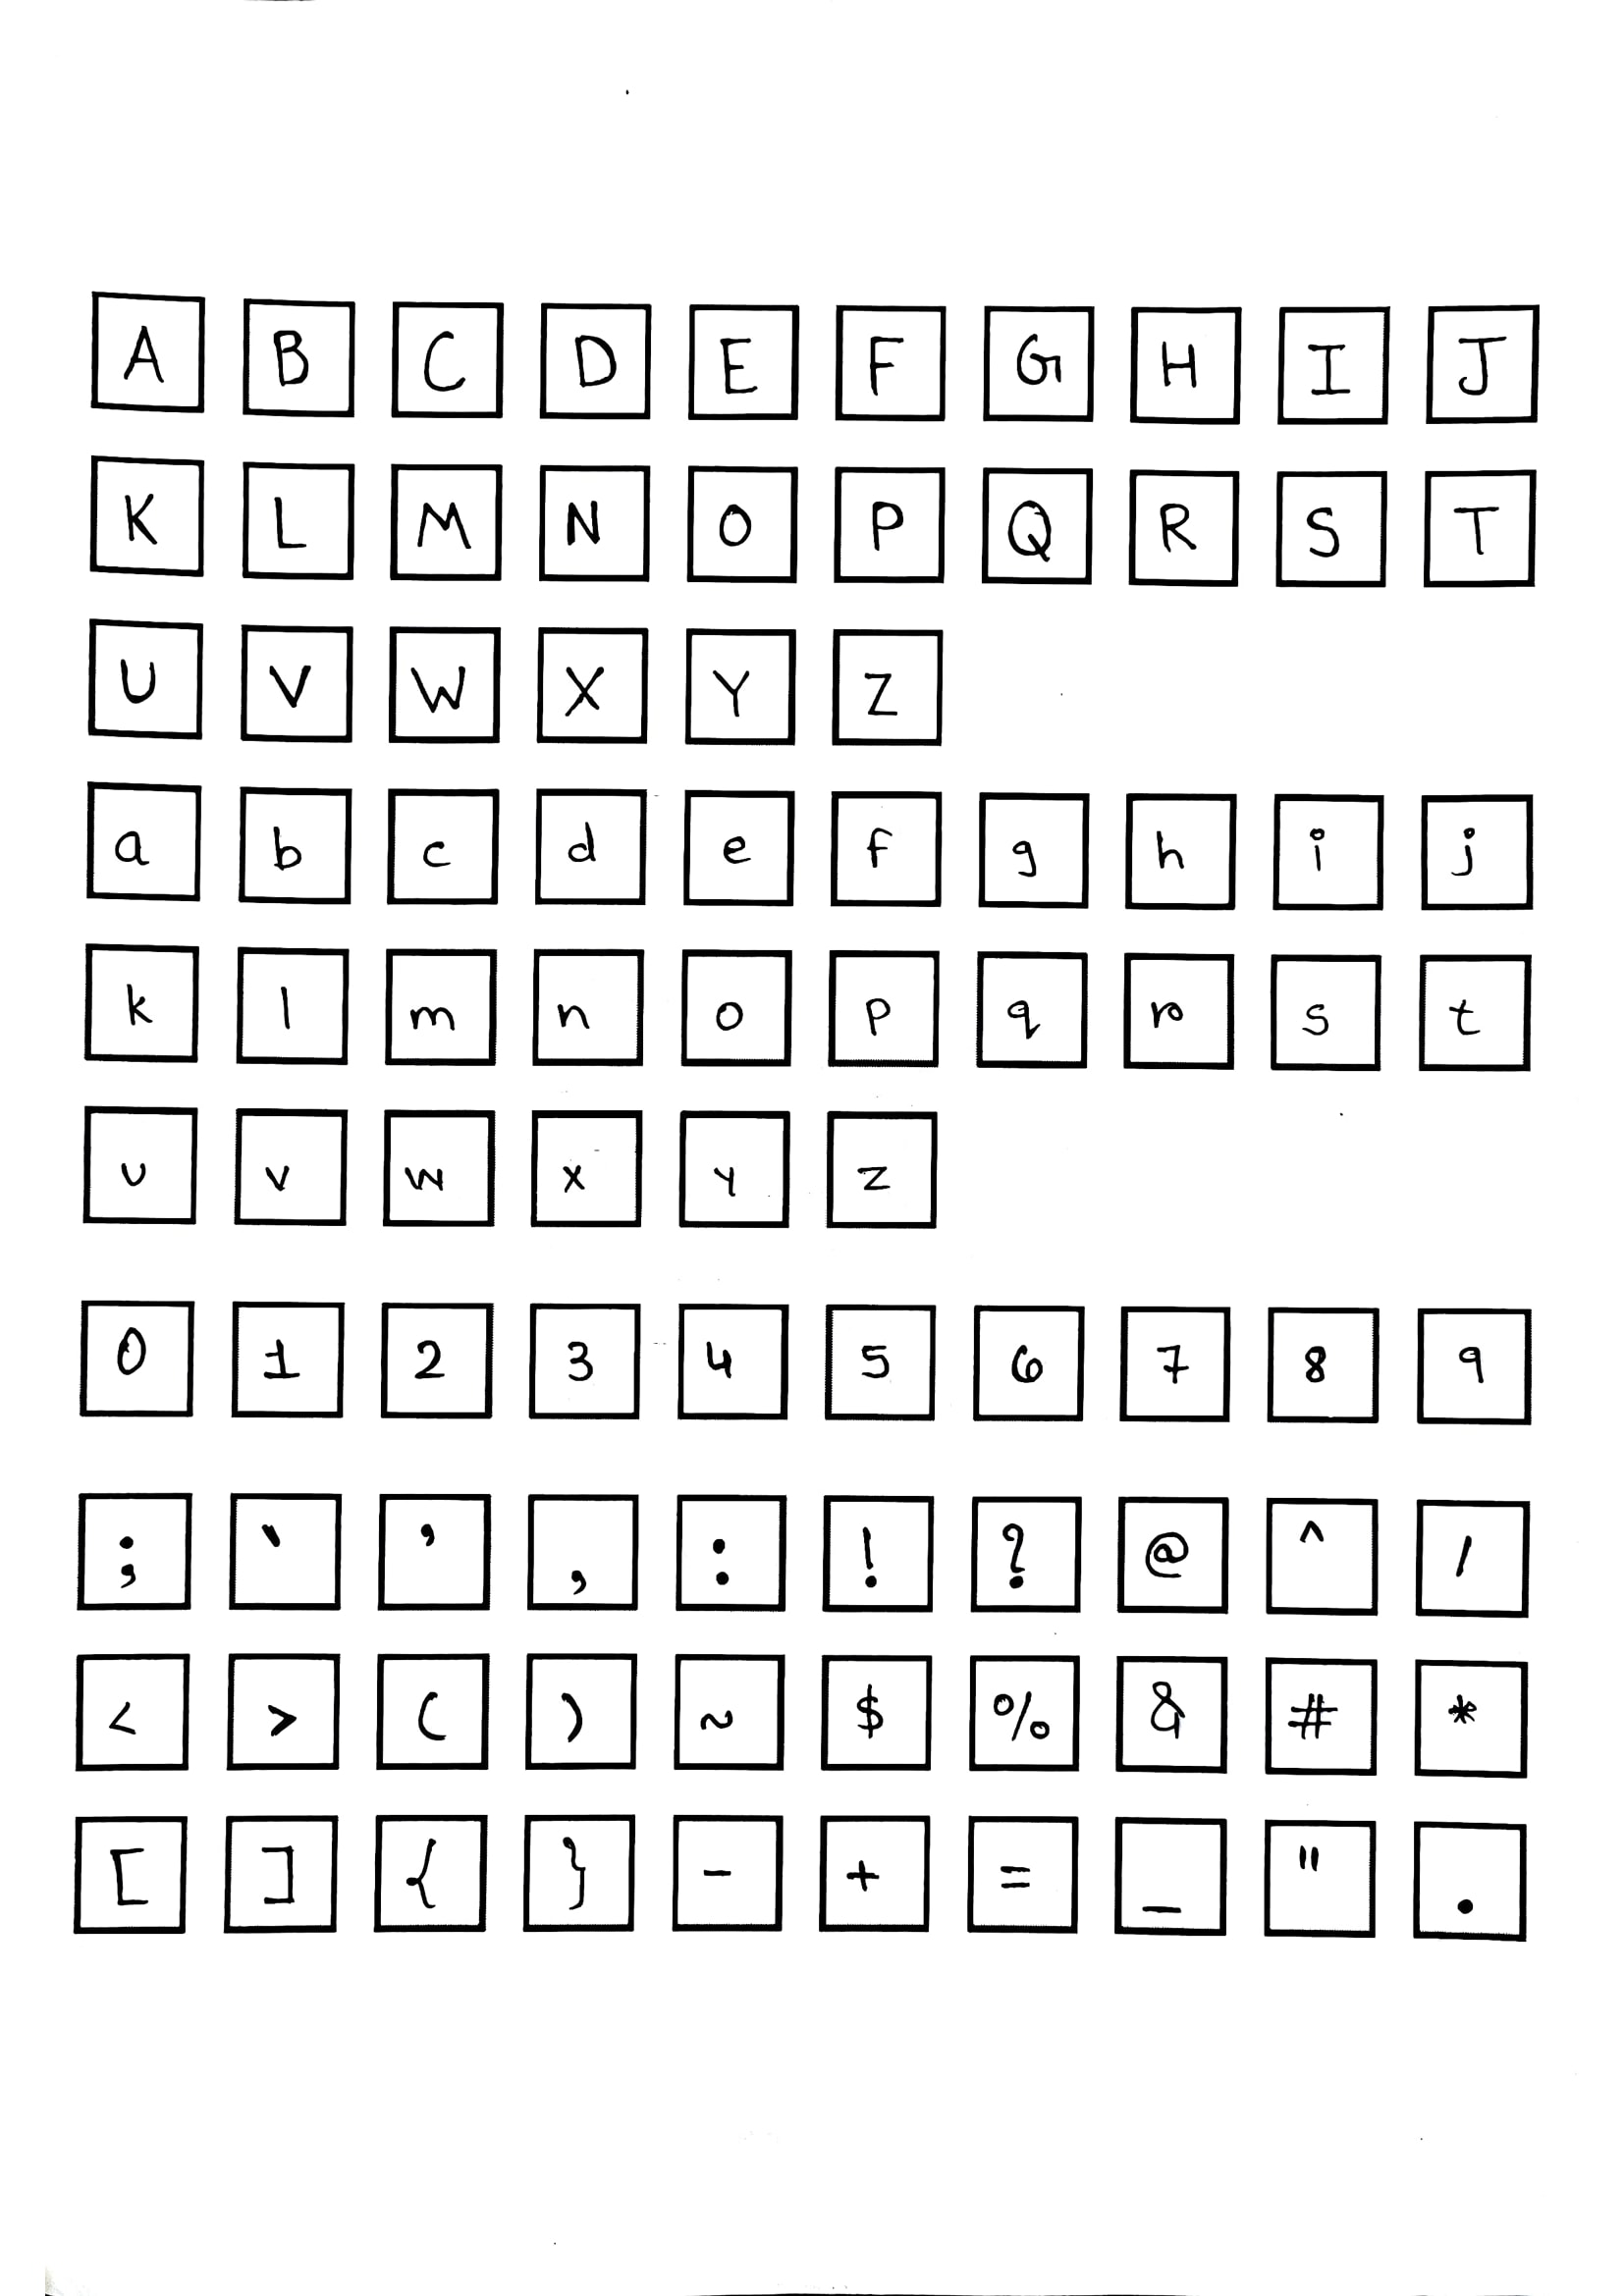 A B C D E F G H I J
K L M N O P Q R S T
U V W X Y Z
a b c d e f g h i j
k l m n o p q r s t
u v w x y z
0 1 2 3 4 5 6 7 8 9
; ` ' , : ! ? @ ^ /
< > ( ) ~ $ % & # *
[ ] { } - + = _ " .